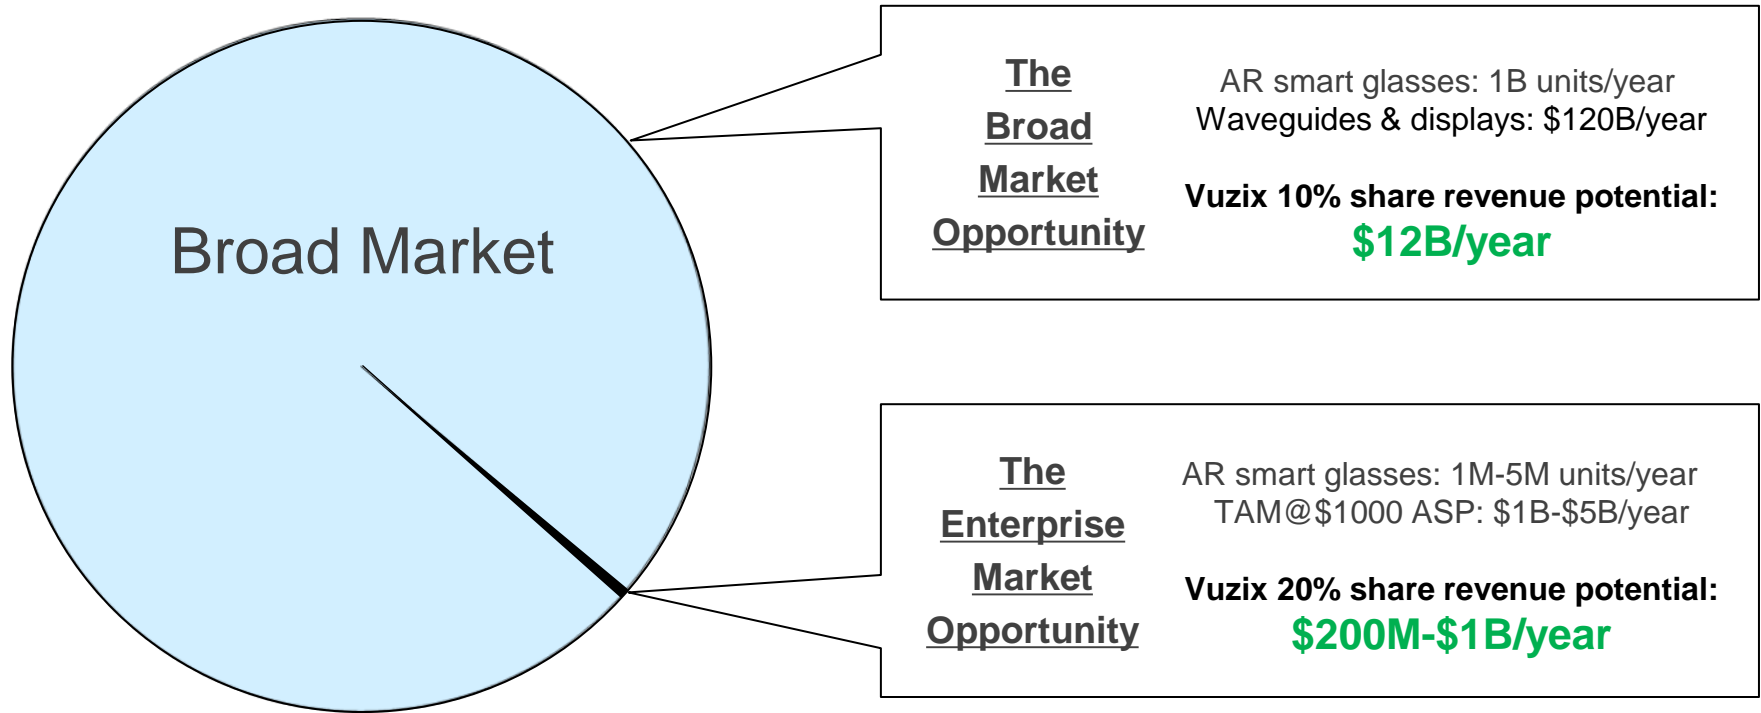 Broad Market
The
Broad
Market
Opportunity
AR smart glasses: 1B units/year
Waveguides & displays: $120B/year
Vuzix 10% share revenue potential:
$12B/year
The
Enterprise
Market
Opportunity
AR smart glasses: 1M-5M units/year
TAM@$1000 ASP: $1B-$5B/year
Vuzix 20% share revenue potential:
$200M-$1B/year